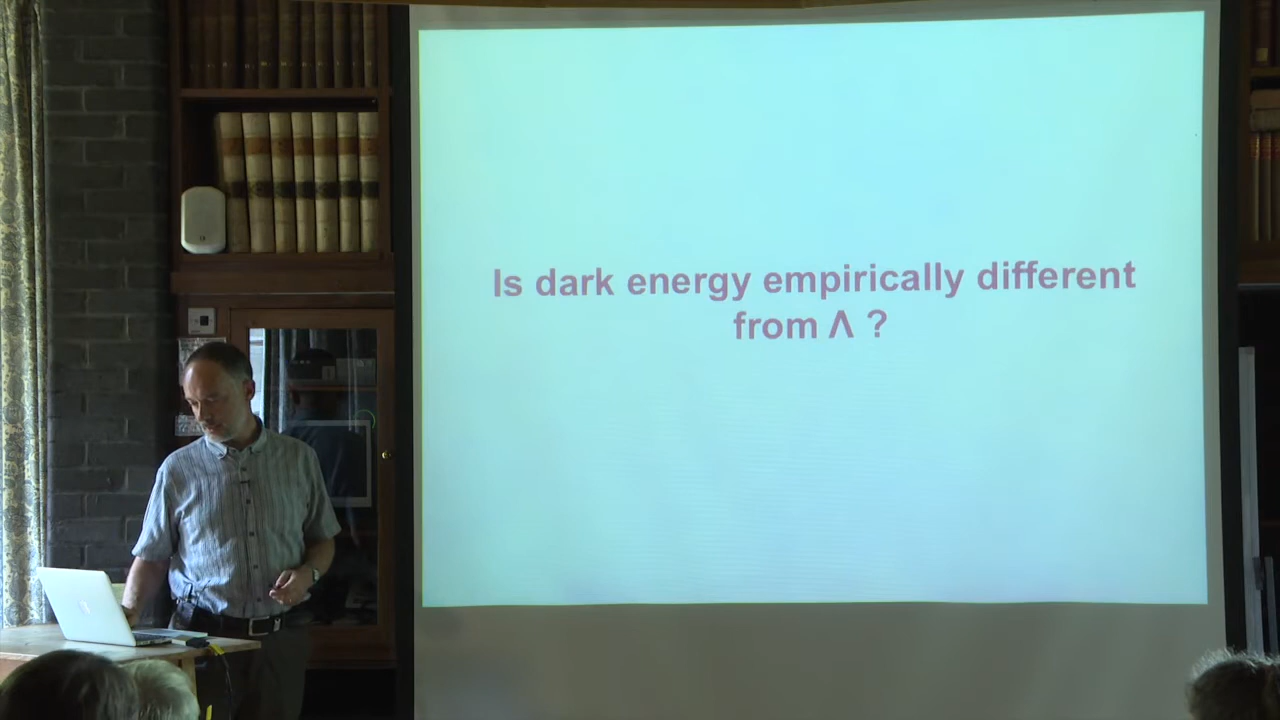 Is dark energy empirically different
from Λ ?